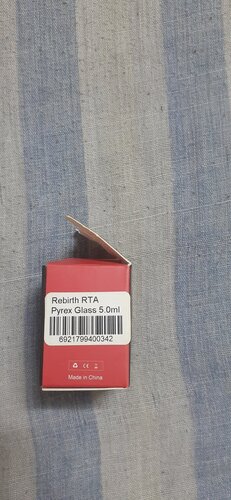 Rebirth RTA
Pyrex Glass 5.0ml
6921799400342
Made in China